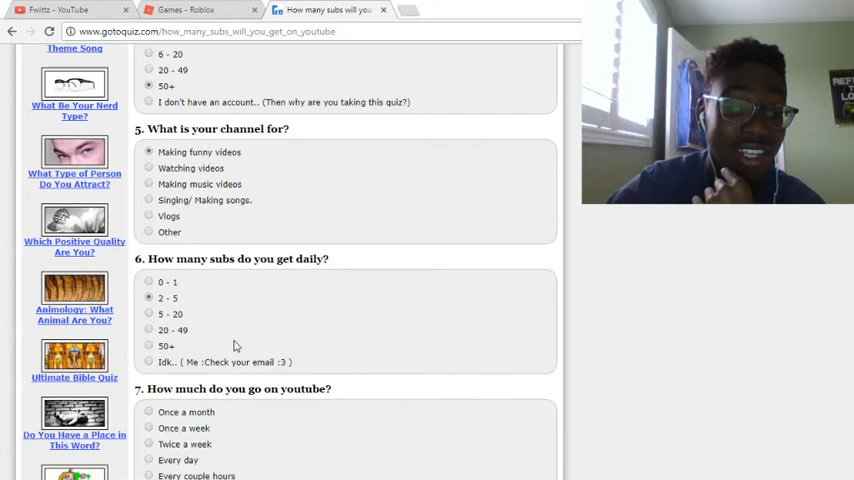 Fwittz - YouTube
Games - Roblox
How many subs will you
www.gotoquiz.com/how_many_subs_will_you_get_on_youtube
Theme Song
What Be Your Nerd
Type?
What Type of Person
Do You Attract?
Which Positive Quality
Are You?
Animology: What
Animal Are You?
Ultimate Bible Quiz
Do You Have a Place in
This Word?
6 - 20
20 - 49
50+
I don't have an account.. (Then why are you taking this quiz?)
5. What is your channel for?
Making funny videos
Watching videos
Making music videos
Singing/ Making songs.
Vlogs
Other
6. How many subs do you get daily?
0 - 1
2 - 5
5 - 20
20 - 49
50+
Idk.. ( Me :Check your email :3 )
7. How much do you go on youtube?
Once a month
Once a week
Twice a week
Every day
Every couple hours